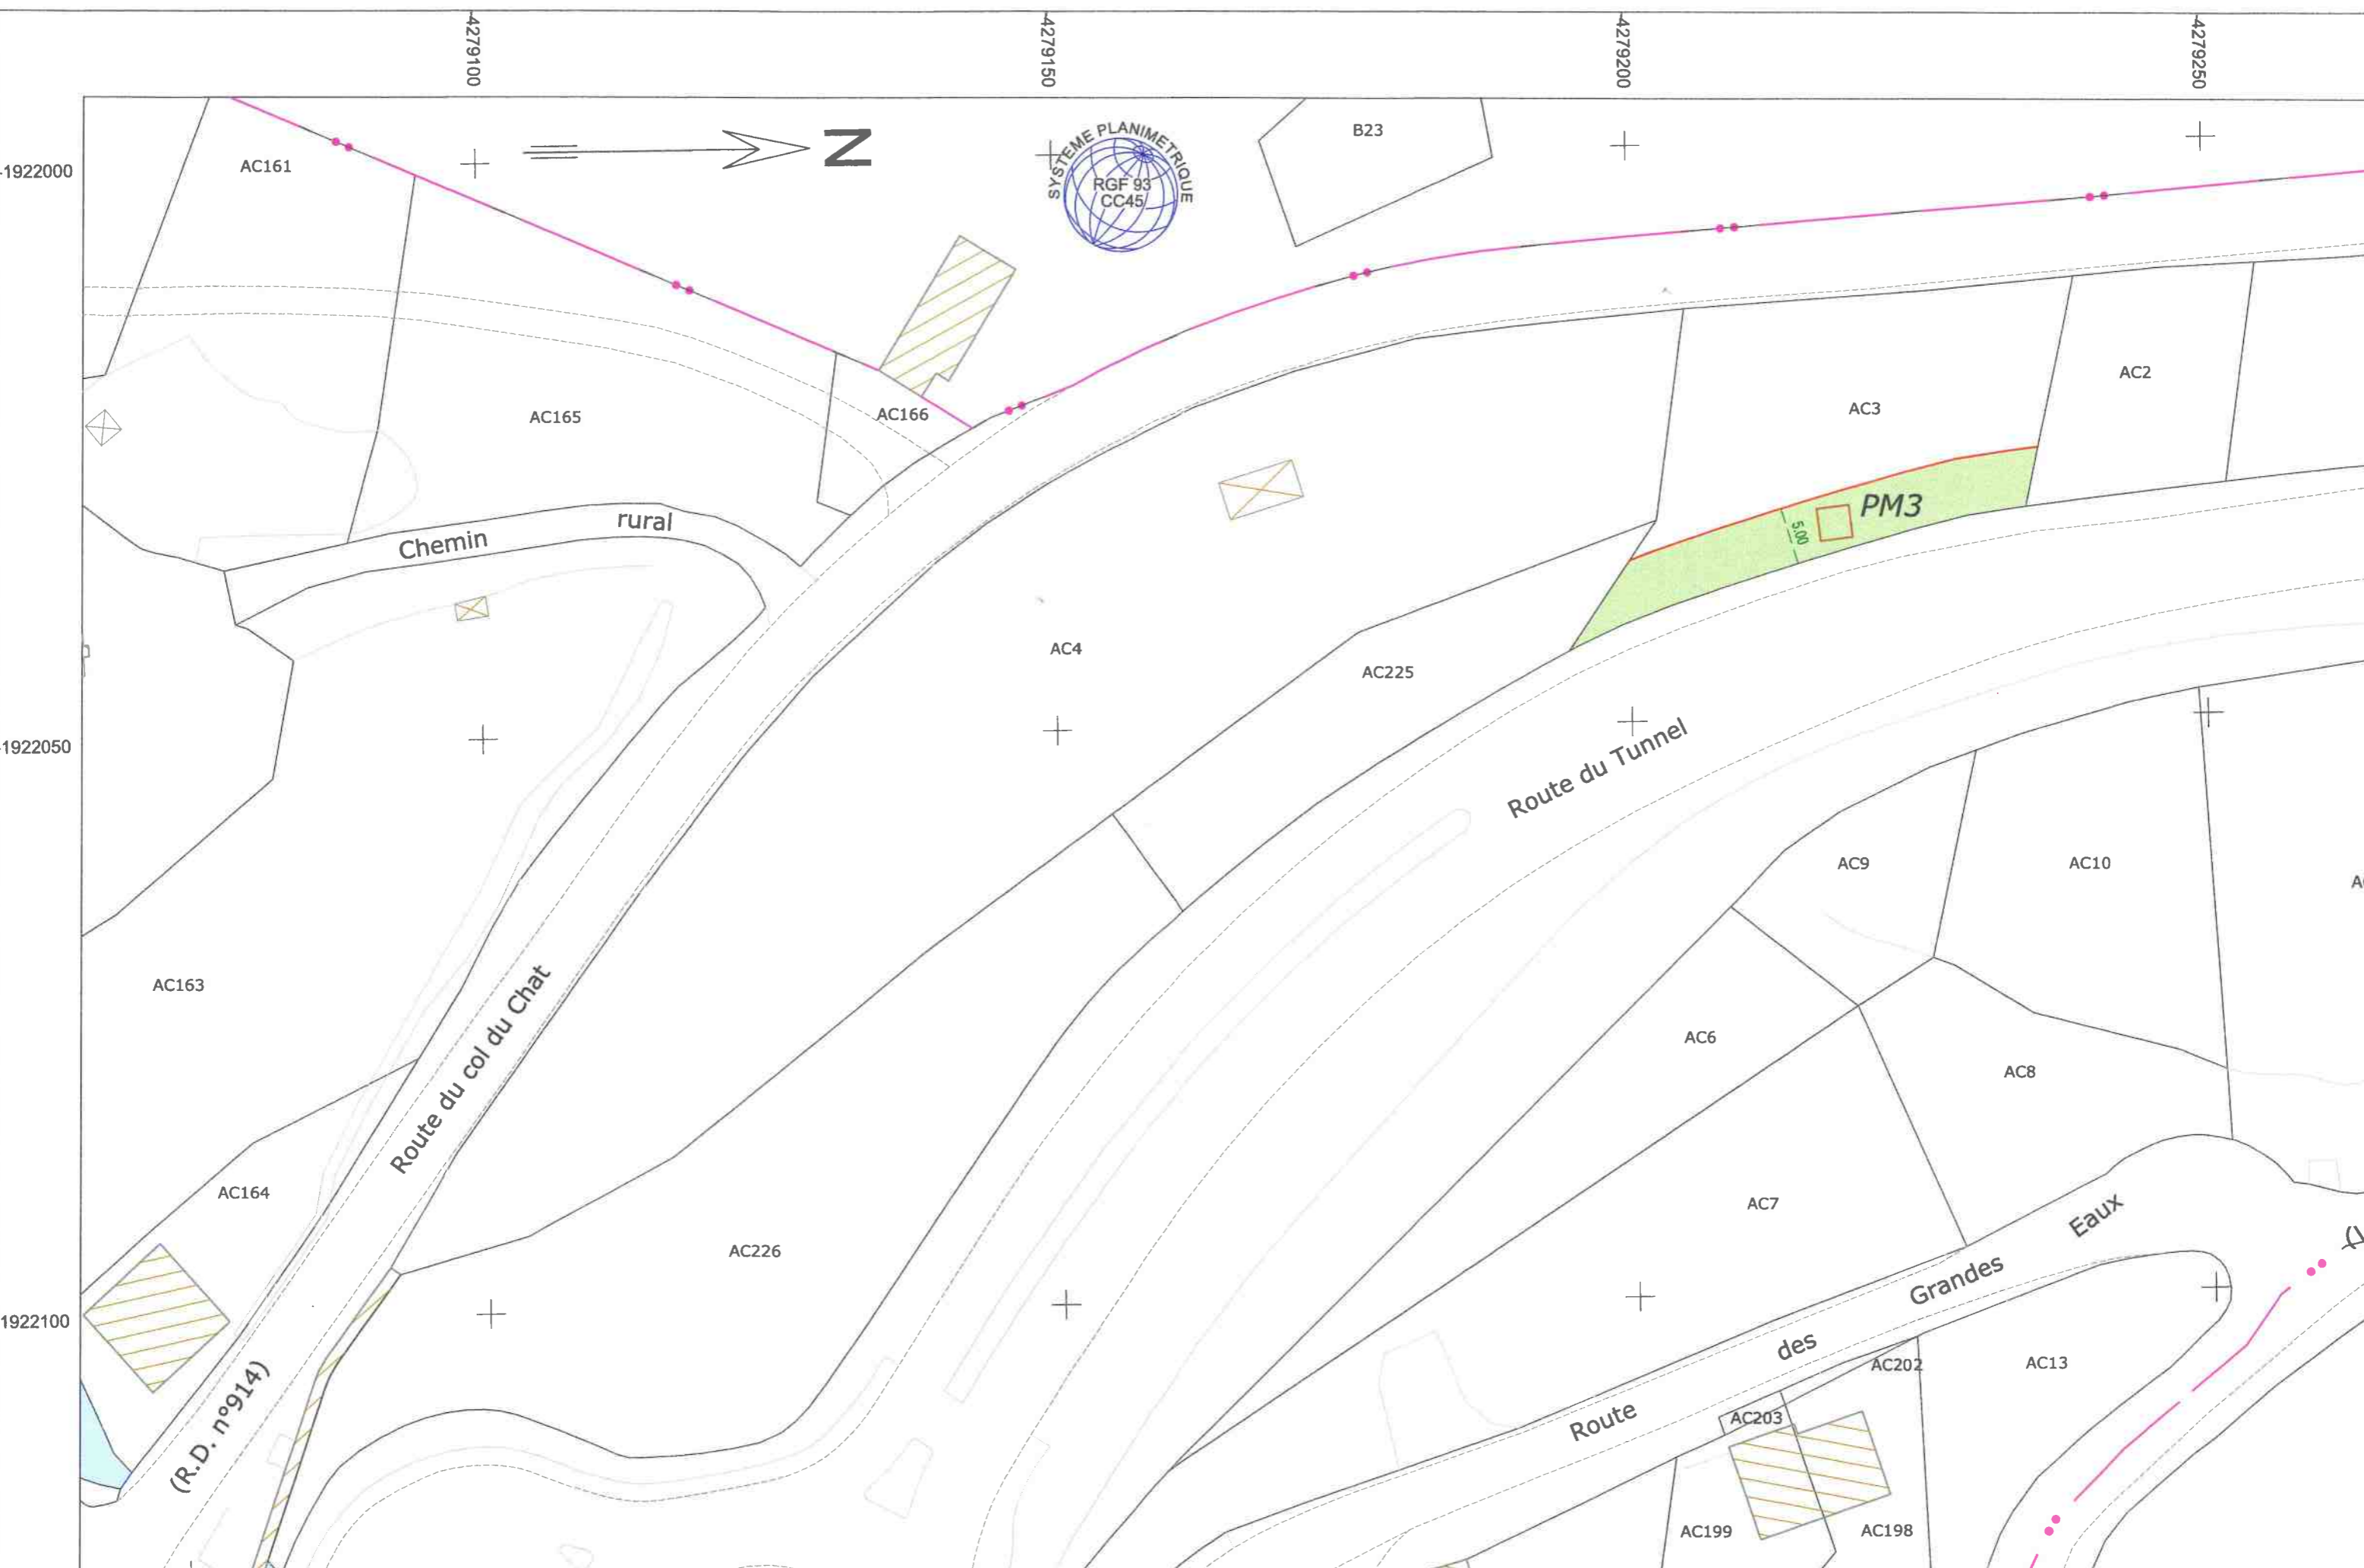 4279100
4279150
4279200
4279250
1922000
N
SYSTEME PLANIMETRIQUE
RGF 93
CC45
B23
AC161
AC165
AC166
AC3
AC2
PM3
5.00
Chemin rural
AC4
AC225
1922050
Route du Tunnel
AC9
AC10
AC163
Route du col du Chat
AC6
AC8
AC164
AC7
AC226
Route des Grandes Eaux
1922100
(R.D. n°914)
AC202
AC13
AC203
AC199
AC198